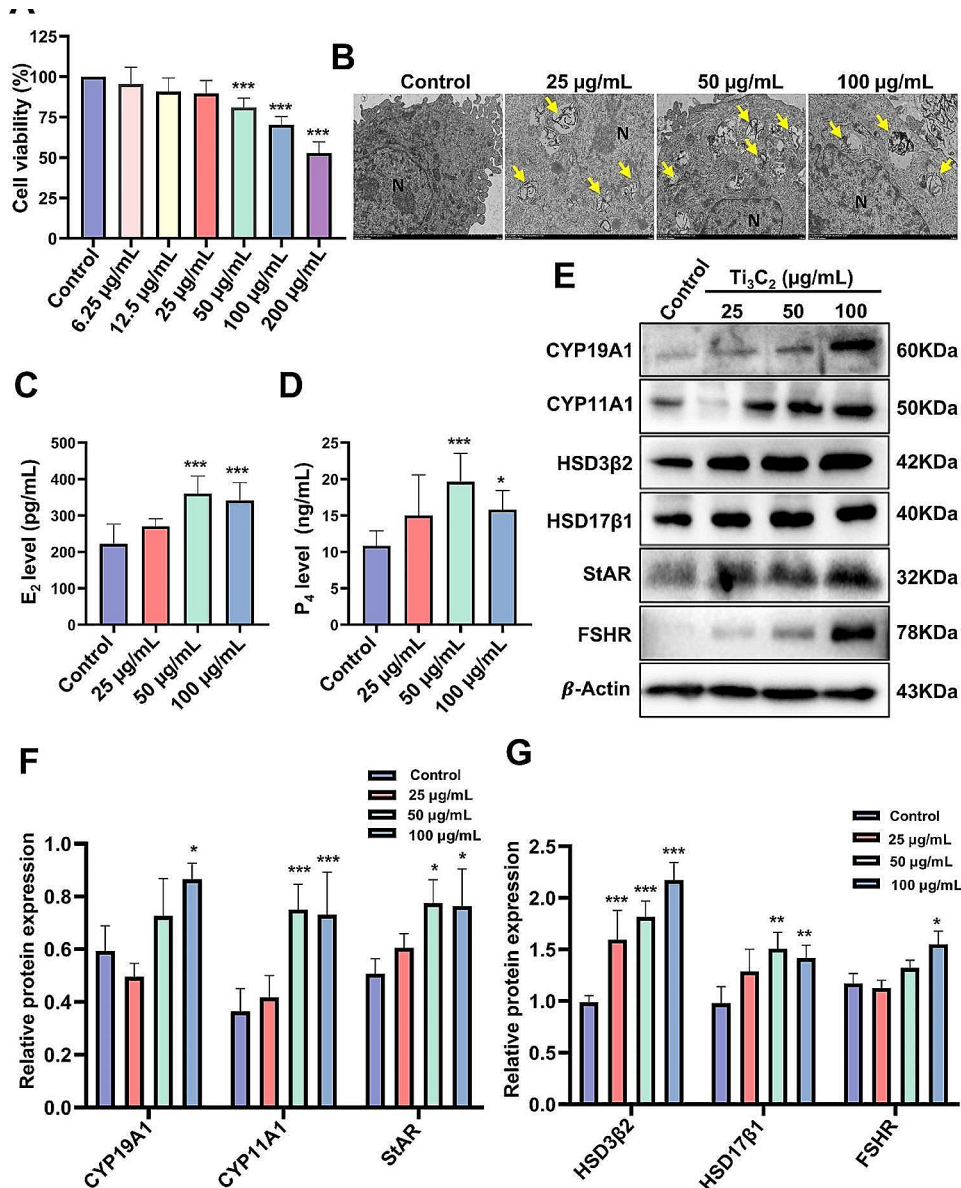 Cell viability (%)
125
100
75
50
25
0
***
***
***
Control
6.25 µg/mL
12.5 µg/mL
25 µg/mL
50 µg/mL
100 µg/mL
200 µg/mL
B
Control
25 µg/mL
50 µg/mL
100 µg/mL
N
N
N
N
C
E₂ level (pg/mL)
500
400
300
200
100
0
***
***
Control
25 µg/mL
50 µg/mL
100 µg/mL
D
P₄ level (ng/mL)
25
20
15
10
5
0
***
*
Control
25 µg/mL
50 µg/mL
100 µg/mL
E
Control
Ti₃C₂ (µg/mL)
25 50 100
CYP19A1 60KDa
CYP11A1 50KDa
HSD3β2 42KDa
HSD17β1 40KDa
StAR 32KDa
FSHR 78KDa
β-Actin 43KDa
F
Control
25 µg/mL
50 µg/mL
100 µg/mL
Relative protein expression
1.0
0.8
0.6
0.4
0.2
0.0
*
***
***
*
*
CYP19A1
CYP11A1
StAR
G
Control
25 µg/mL
50 µg/mL
100 µg/mL
Relative protein expression
2.5
2.0
1.5
1.0
0.5
0.0
***
***
***
**
**
*
HSD3β2
HSD17β1
FSHR